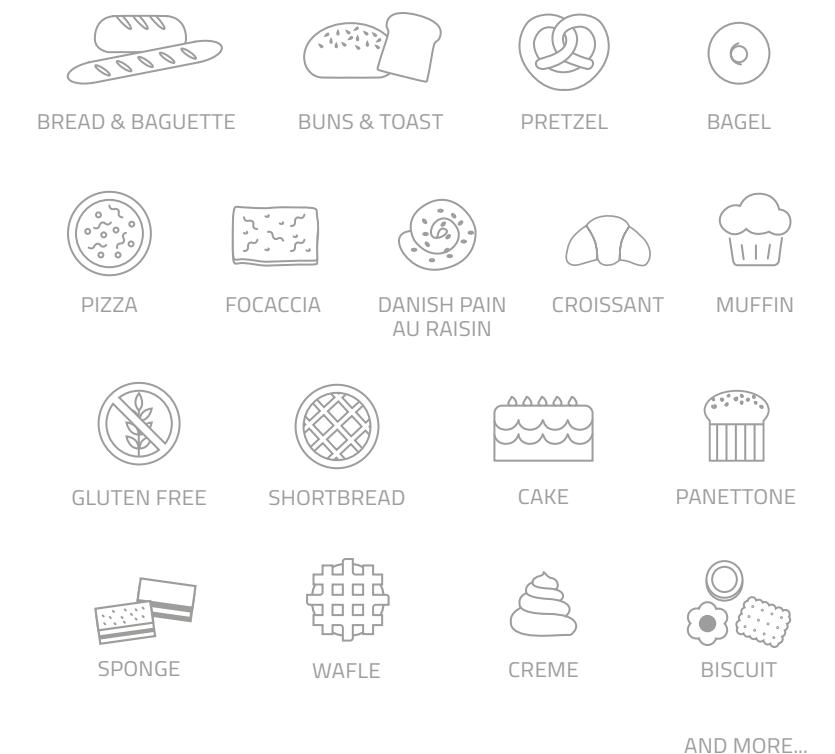 BREAD & BAGUETTE
BUNS & TOAST
PRETZEL
BAGEL
PIZZA
FOCACCIA
DANISH PAIN
AU RAISIN
CROISSANT
MUFFIN
GLUTEN FREE
SHORTBREAD
CAKE
PANETTONE
SPONGE
WAFLE
CREME
BISCUIT
AND MORE...